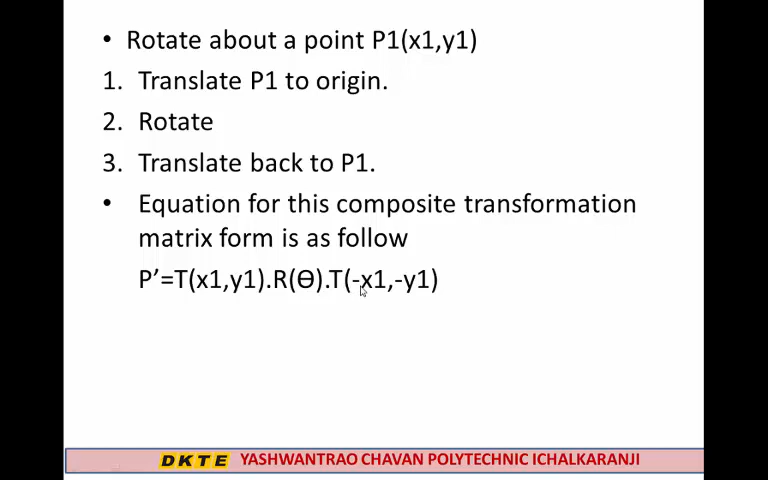 • Rotate about a point P1(x1,y1)
1. Translate P1 to origin.
2. Rotate
3. Translate back to P1.
• Equation for this composite transformation
matrix form is as follow
P’=T(x1,y1).R(ϴ).T(-x1,-y1)
DKTE YASHWANTRAO CHAVAN POLYTECHNIC ICHALKARANJI